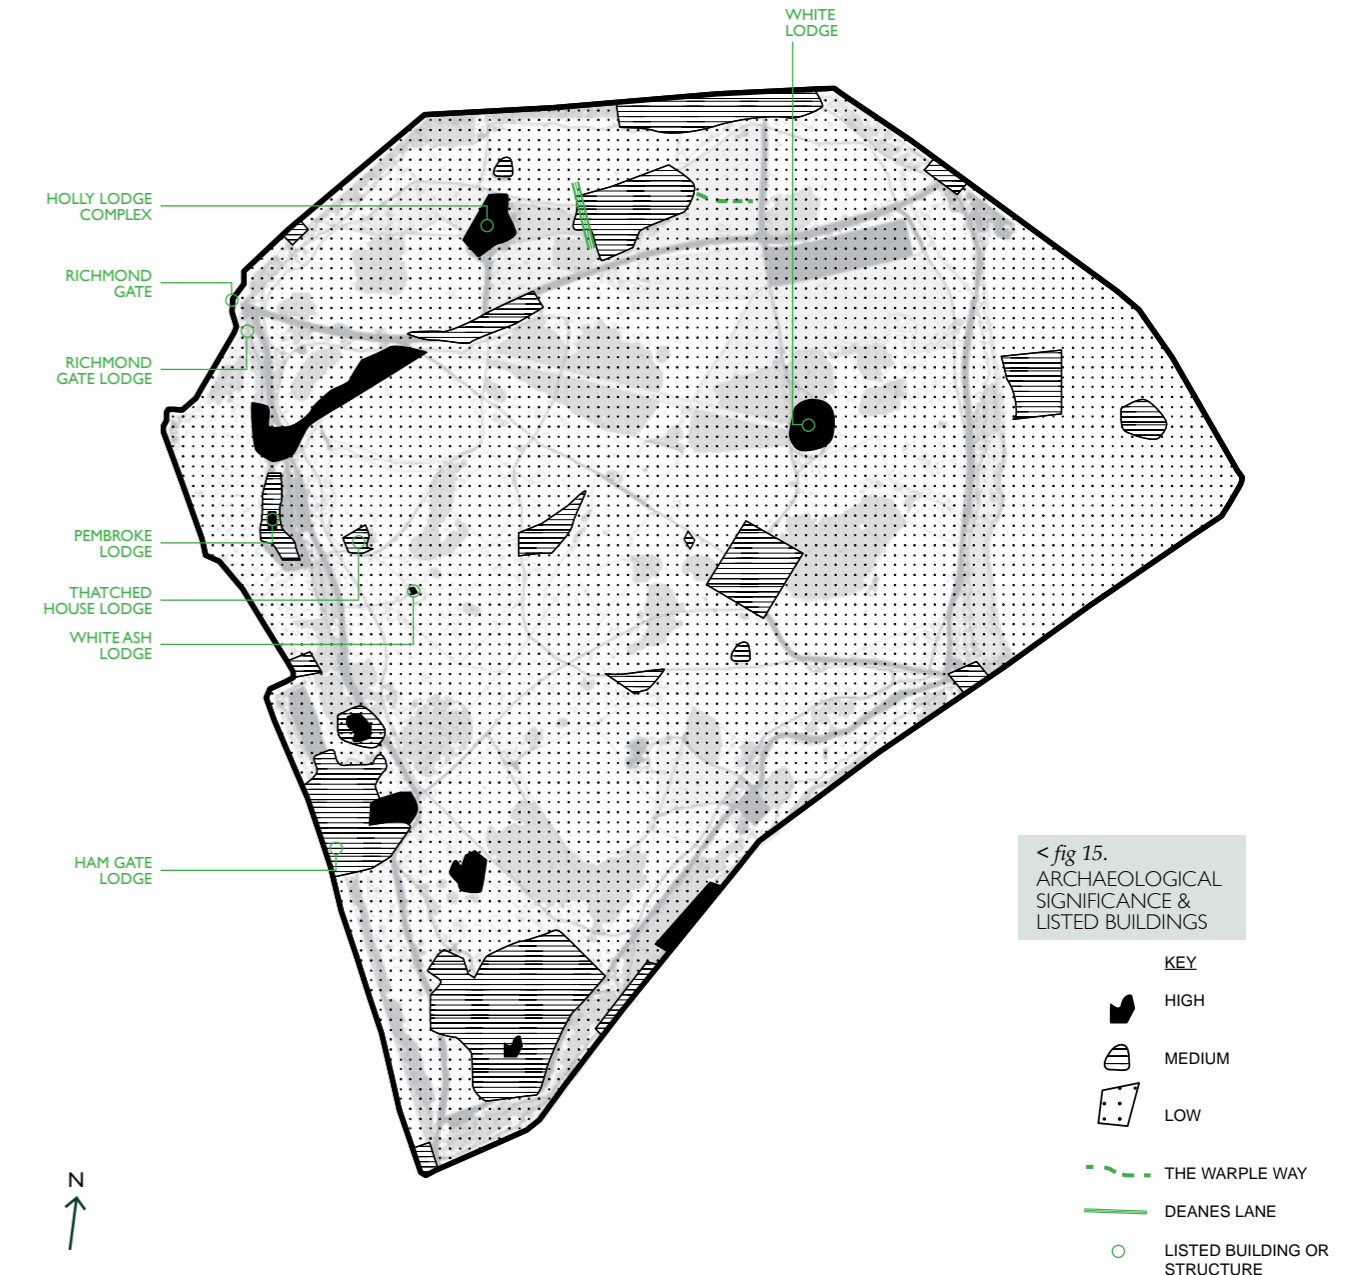 WHITE
LODGE
HOLLY LODGE
COMPLEX
RICHMOND
GATE
RICHMOND
GATE LODGE
PEMBROKE
LODGE
THATCHED
HOUSE LODGE
WHITE ASH
LODGE
HAM GATE
LODGE
< fig 15.
ARCHAEOLOGICAL
SIGNIFICANCE &
LISTED BUILDINGS
KEY
HIGH
MEDIUM
LOW
THE WARPLE WAY
DEANES LANE
LISTED BUILDING OR
STRUCTURE
N